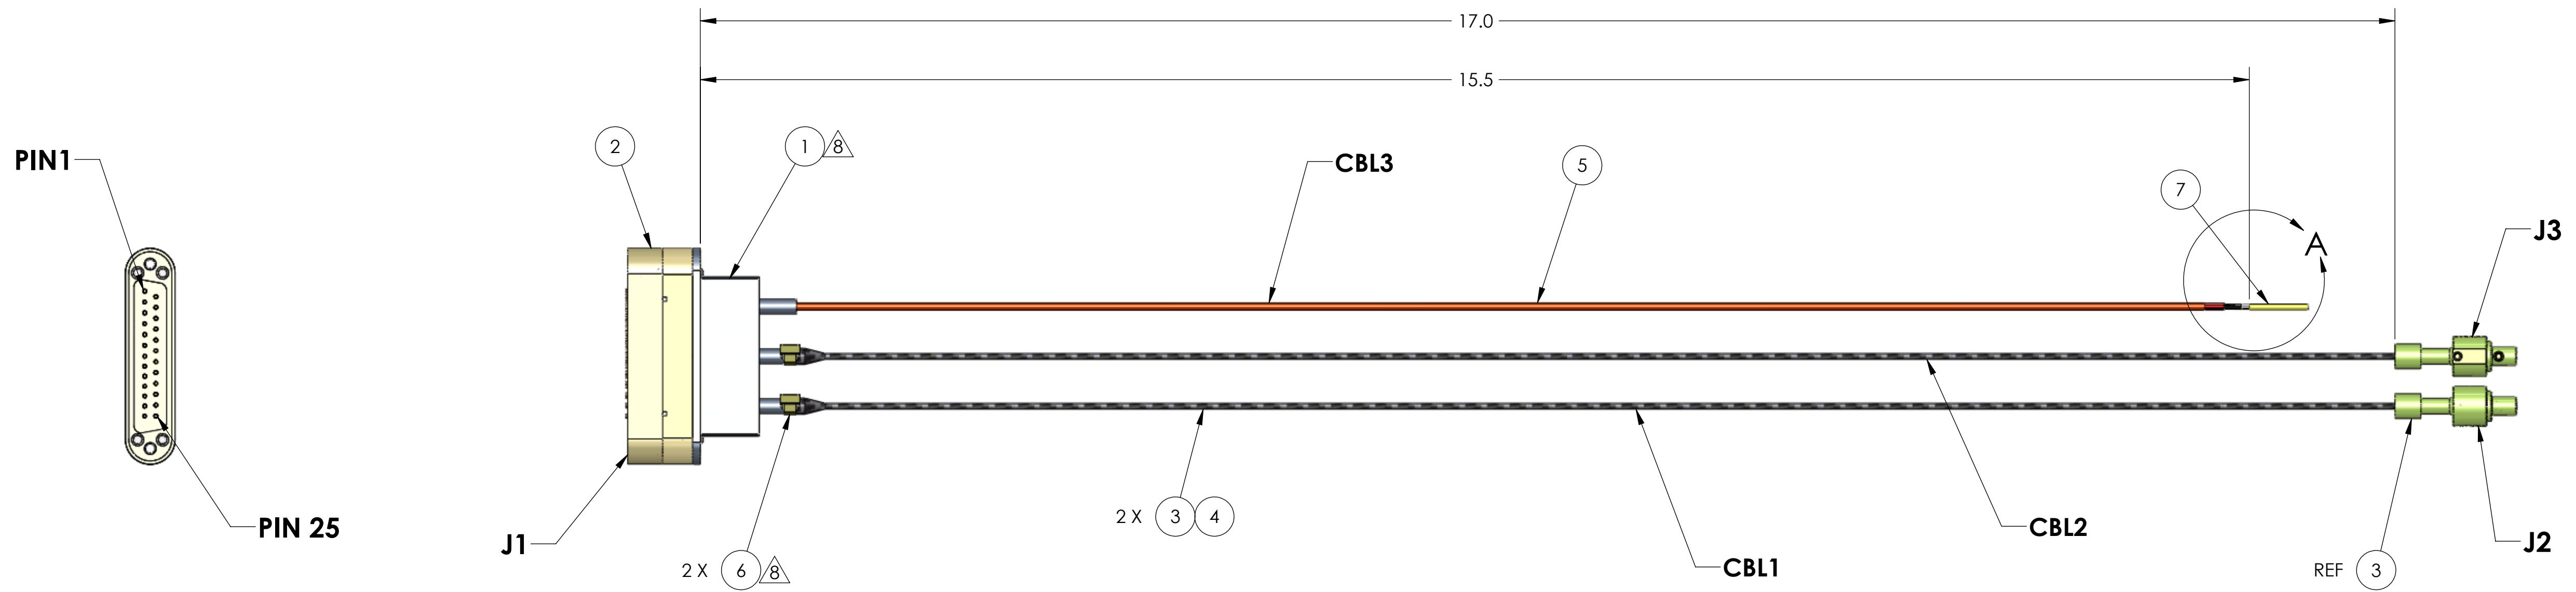 17.0
15.5
2
1
8
PIN1
CBL3
5
7
A
J3
PIN 25
J1
2 X 3 4
2 X 6 8
CBL1
CBL2
J2
REF 3